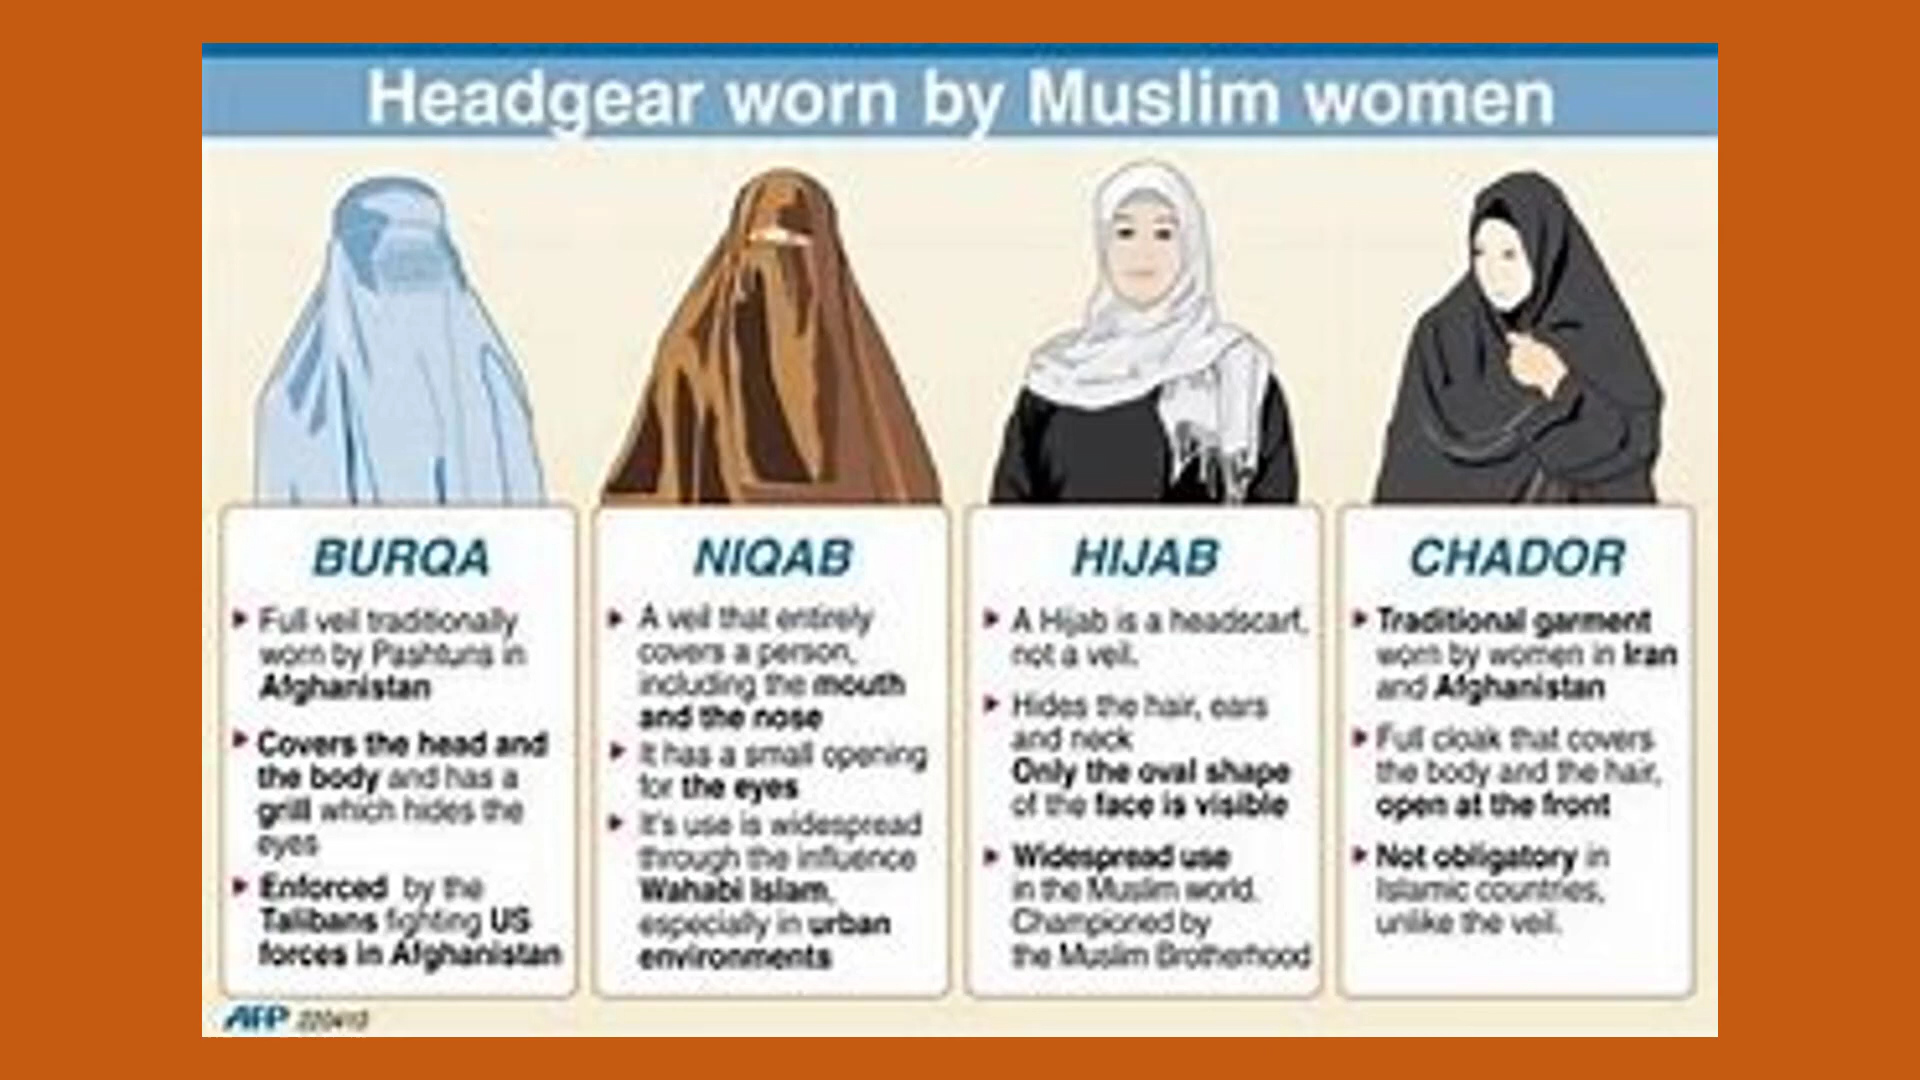 Headgear worn by Muslim women
BURQA
Full veil traditionally
worn by Pashtuns in
Afghanistan
Covers the head and
the body and has a
grill which hides the
eyes
Enforced by the
Talibans fighting US
forces in Afghanistan
NIQAB
A veil that entirely
covers a person,
including the mouth
and the nose
It has a small opening
for the eyes
It's use is widespread
through the influence
Wahabi Islam,
especially in urban
environments
HIJAB
A Hijab is a headscarf,
not a veil.
Hides the hair, ears
and neck
Only the oval shape
of the face is visible
Widespread use
in the Muslim world.
Championed by
the Muslim Brotherhood
CHADOR
Traditional garment
worn by women in Iran
and Afghanistan
Full cloak that covers
the body and the hair,
open at the front
Not obligatory in
Islamic countries,
unlike the veil.
AFP